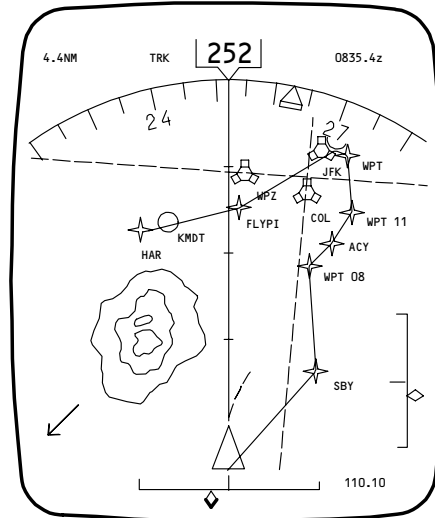 4.4NM TRK 252 0835.4z
24 27
JFK WPT
WPZ
COL WPT 11
FLYPI
KMDT
ACY
HAR
WPT 08
SBY
110.10